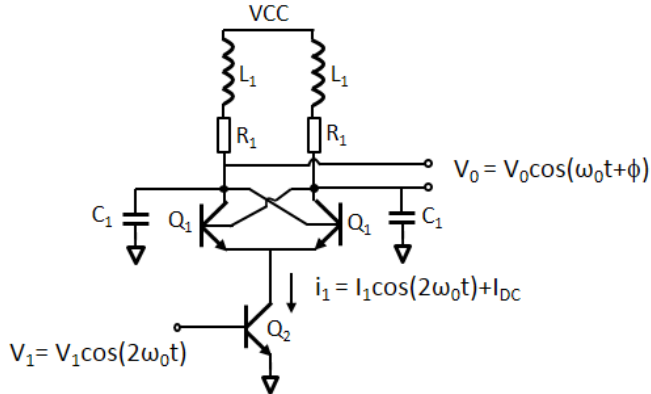 VCC
L₁ L₁
R₁ R₁
V₀ = V₀cos(ω₀t+ϕ)
C₁ Q₁ Q₁ C₁
i₁ = I₁cos(2ω₀t)+I_DC
Q₂
V₁= V₁cos(2ω₀t)